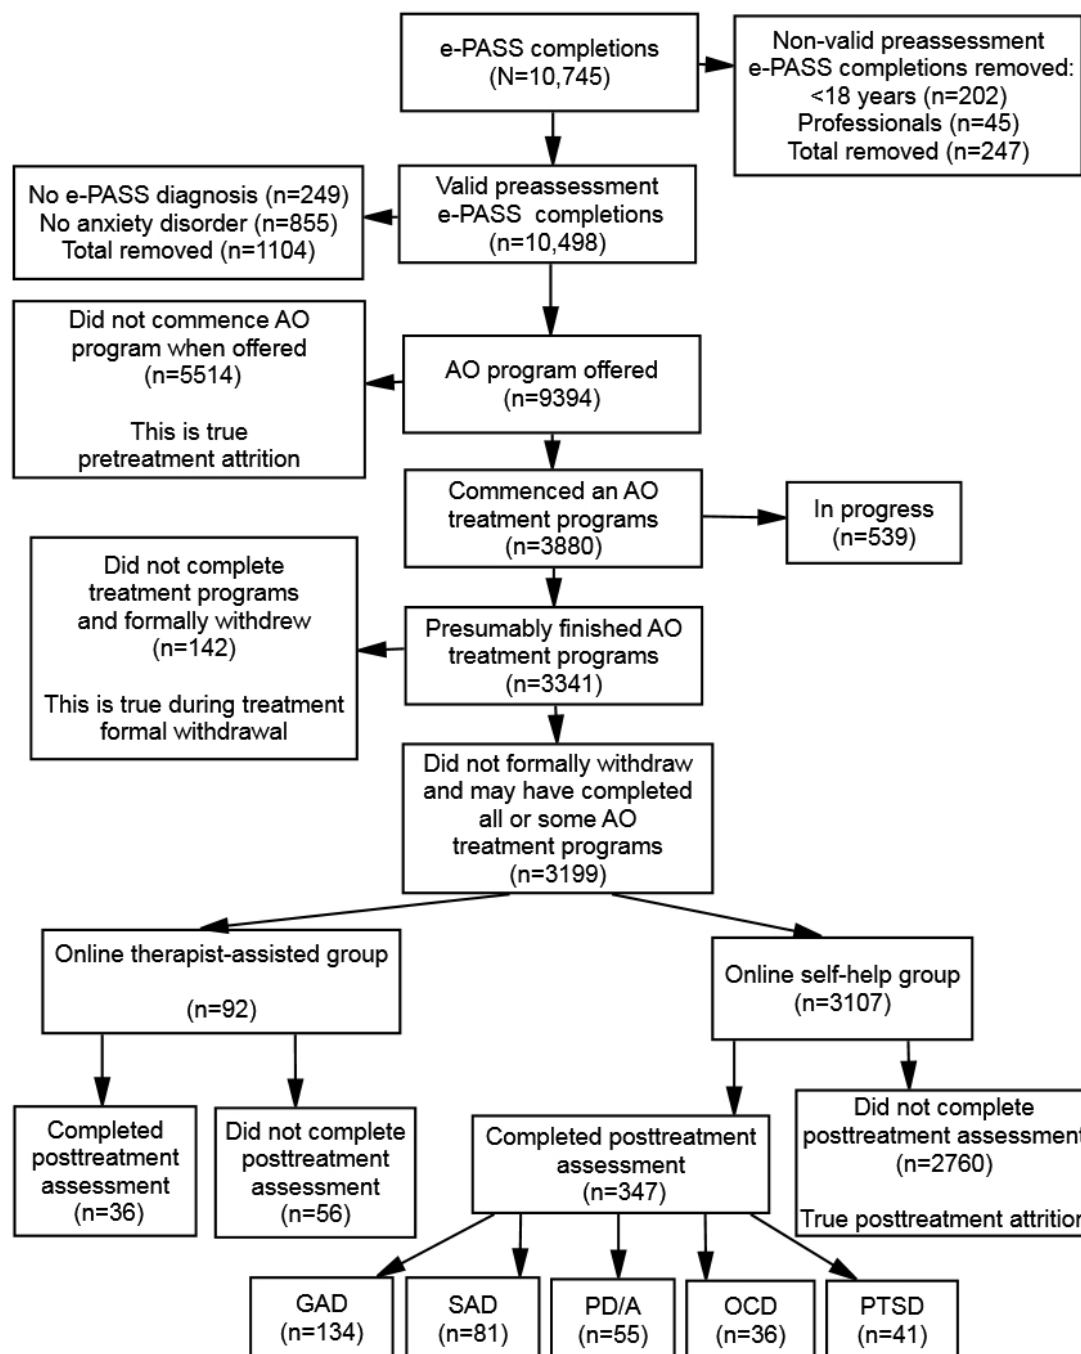 e-PASS completions
(N=10,745)
Non-valid preassessment
e-PASS completions removed:
<18 years (n=202)
Professionals (n=45)
Total removed (n=247)
No e-PASS diagnosis (n=249)
No anxiety disorder (n=855)
Total removed (n=1104)
Valid preassessment
e-PASS completions
(n=10,498)
Did not commence AO
program when offered
(n=5514)
This is true
pretreatment attrition
AO program offered
(n=9394)
Commenced an AO
treatment programs
(n=3880)
In progress
(n=539)
Did not complete
treatment programs
and formally withdrew
(n=142)
This is true during treatment
formal withdrawal
Presumably finished AO
treatment programs
(n=3341)
Did not formally withdraw
and may have completed
all or some AO
treatment programs
(n=3199)
Online therapist-assisted group
(n=92)
Online self-help group
(n=3107)
Completed
posttreatment
assessment
(n=36)
Did not complete
posttreatment
assessment
(n=56)
Completed posttreatment
assessment
(n=347)
Did not complete
posttreatment assessment
(n=2760)
True posttreatment attrition
GAD
(n=134)
SAD
(n=81)
PD/A
(n=55)
OCD
(n=36)
PTSD
(n=41)